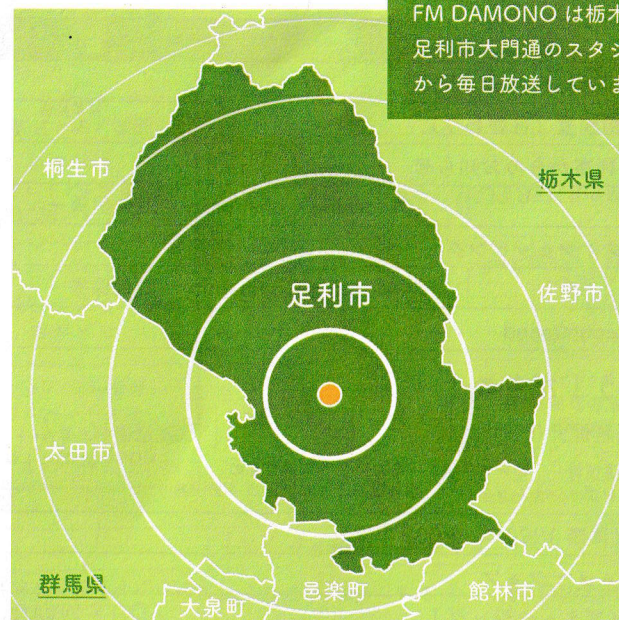 FM DAMONO は栃木
足利市大門通のスタジ
から毎日放送していま
桐生市
栃木県
足利市
佐野市
太田市
群馬県
大泉町
邑楽町
館林市